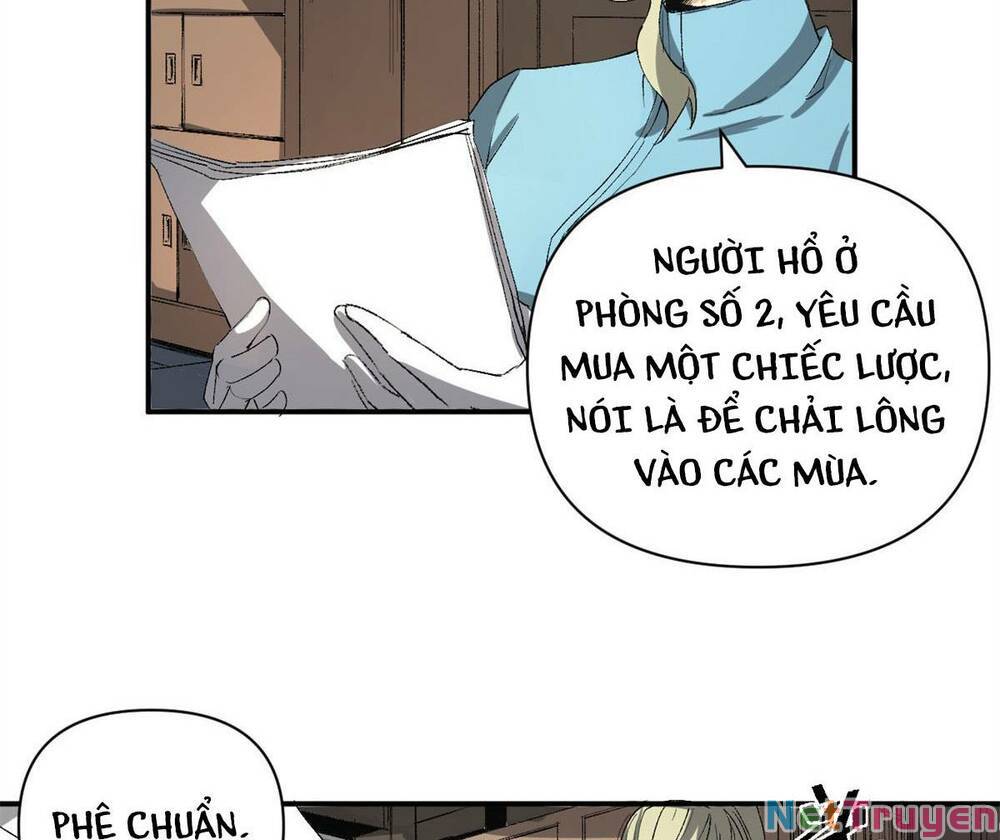 NGƯỜI HỔ Ở
PHÒNG SỐ 2, YÊU CẦU
MUA MỘT CHIẾC LƯỢC,
NÓI LÀ ĐỂ CHẢI LÔNG
VÀO CÁC MÙA.
PHÊ CHUẨN.
NetTruyen